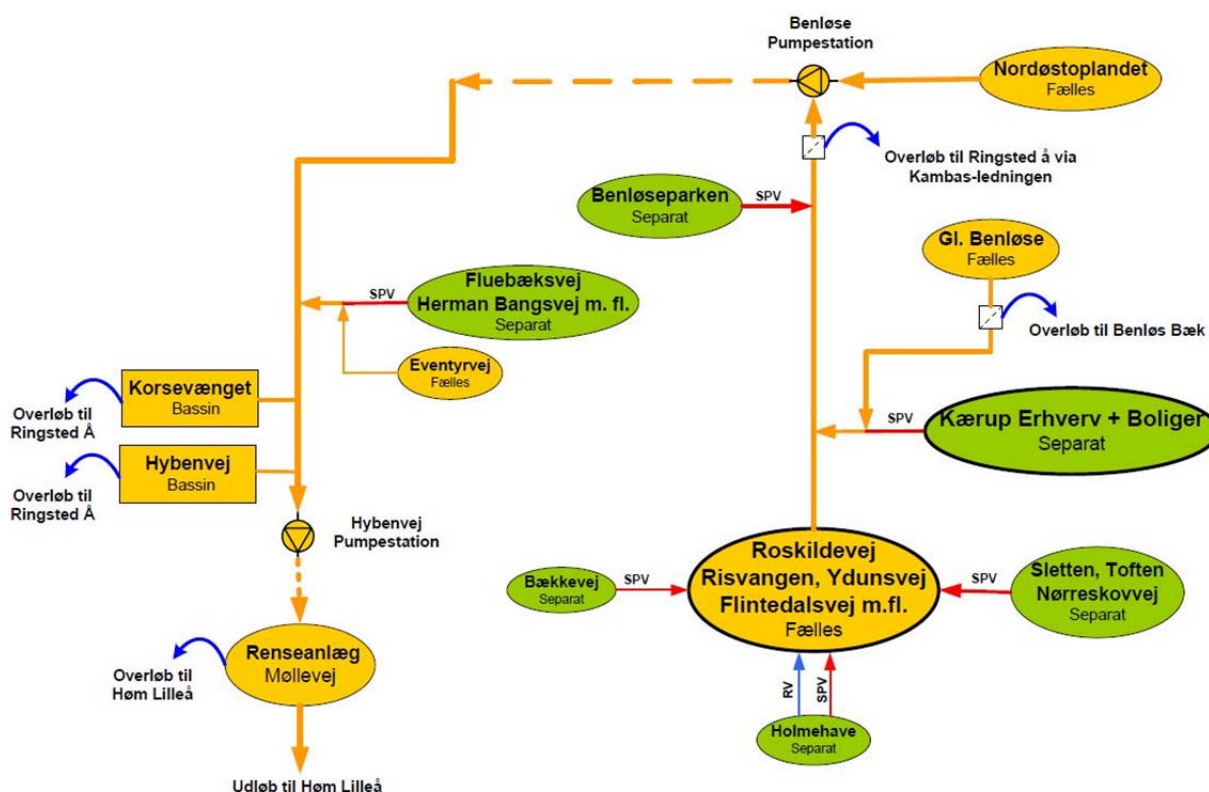 Benløse
Pumpestation
Nordøstoplandet
Fælles
Overløb til Ringsted å via
Kambas-ledningen
Benløseparken
Separat
SPV
Gl. Benløse
Fælles
Fluebæksvej
Herman Bangsvej m. fl.
Separat
SPV
Overløb til Benløs Bæk
Eventyrvej
Fælles
Korsevænget
Bassin
Overløb til
Ringsted Å
SPV
Kærup Erhverv + Boliger
Separat
Hybenvej
Bassin
Overløb til
Ringsted Å
Hybenvej
Pumpestation
Roskildevej
Risvangen, Ydunsvej
Flintedalsvej m.fl.
Fælles
Bækkevej
Separat
SPV
SPV
Sletten, Toften
Nørreskovvej
Separat
Renseanlæg
Møllevej
Overløb til
Høm Lilleå
RV
SPV
Holmehave
Separat
Udløb til Høm Lilleå